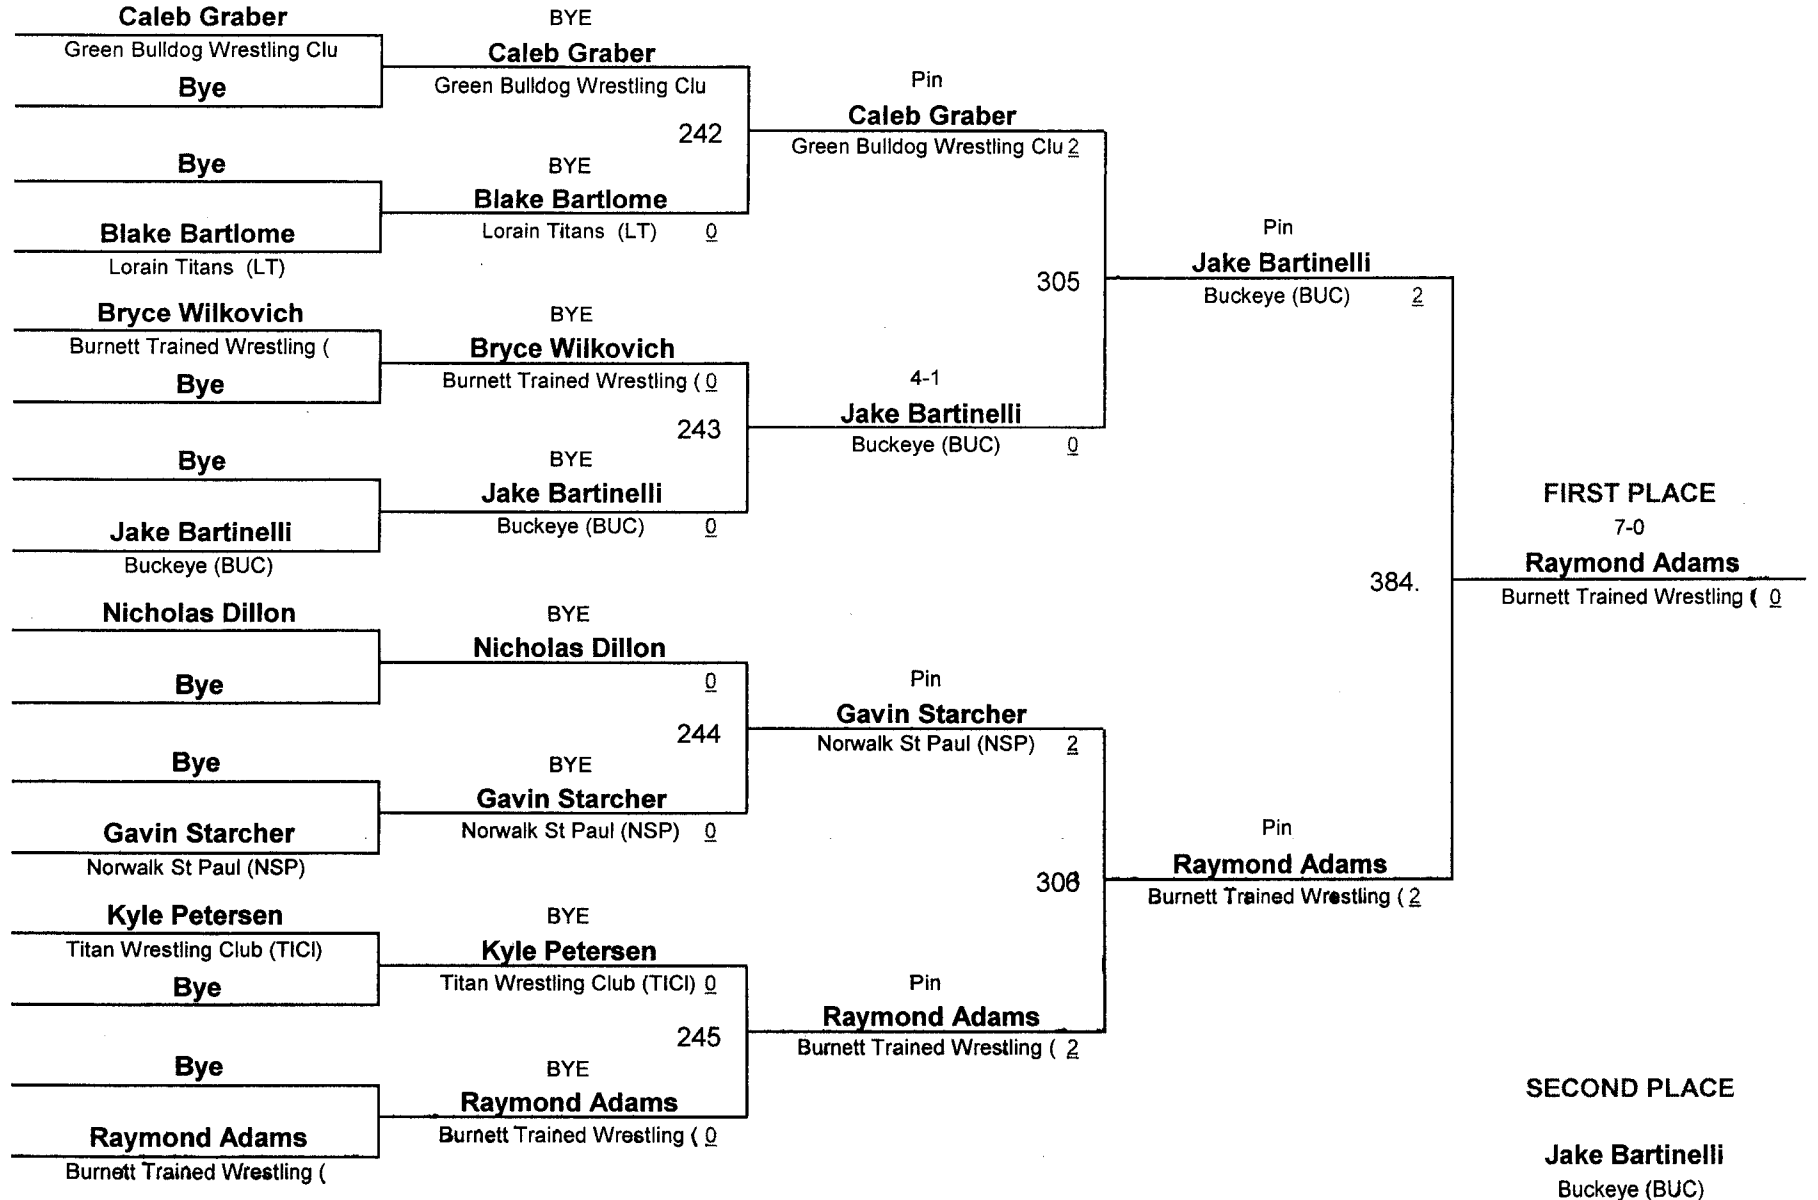 Caleb Graber
Green Bulldog Wrestling Clu
Bye
Bye
Blake Bartlome
Lorain Titans (LT)
Bryce Wilkovich
Burnett Trained Wrestling (
Bye
Bye
Jake Bartinelli
Buckeye (BUC)
Nicholas Dillon
Bye
Bye
Gavin Starcher
Norwalk St Paul (NSP)
Kyle Petersen
Titan Wrestling Club (TICl)
Bye
Bye
Raymond Adams
Burnett Trained Wrestling (
BYE
Caleb Graber
Green Bulldog Wrestling Clu
242
BYE
Blake Bartlome
Lorain Titans (LT) 0
BYE
Bryce Wilkovich
Burnett Trained Wrestling ( 0
243
BYE
Jake Bartinelli
Buckeye (BUC) 0
BYE
Nicholas Dillon
0
244
BYE
Gavin Starcher
Norwalk St Paul (NSP) 0
BYE
Kyle Petersen
Titan Wrestling Club (TICl) 0
245
BYE
Raymond Adams
Burnett Trained Wrestling ( 0
Pin
Caleb Graber
Green Bulldog Wrestling Clu 2
305
4-1
Jake Bartinelli
Buckeye (BUC) 0
Pin
Gavin Starcher
Norwalk St Paul (NSP) 2
306
Pin
Raymond Adams
Burnett Trained Wrestling ( 2
Pin
Jake Bartinelli
Buckeye (BUC) 2
384.
Pin
Raymond Adams
Burnett Trained Wrestling ( 2
FIRST PLACE
7-0
Raymond Adams
Burnett Trained Wrestling ( 0
SECOND PLACE
Jake Bartinelli
Buckeye (BUC)